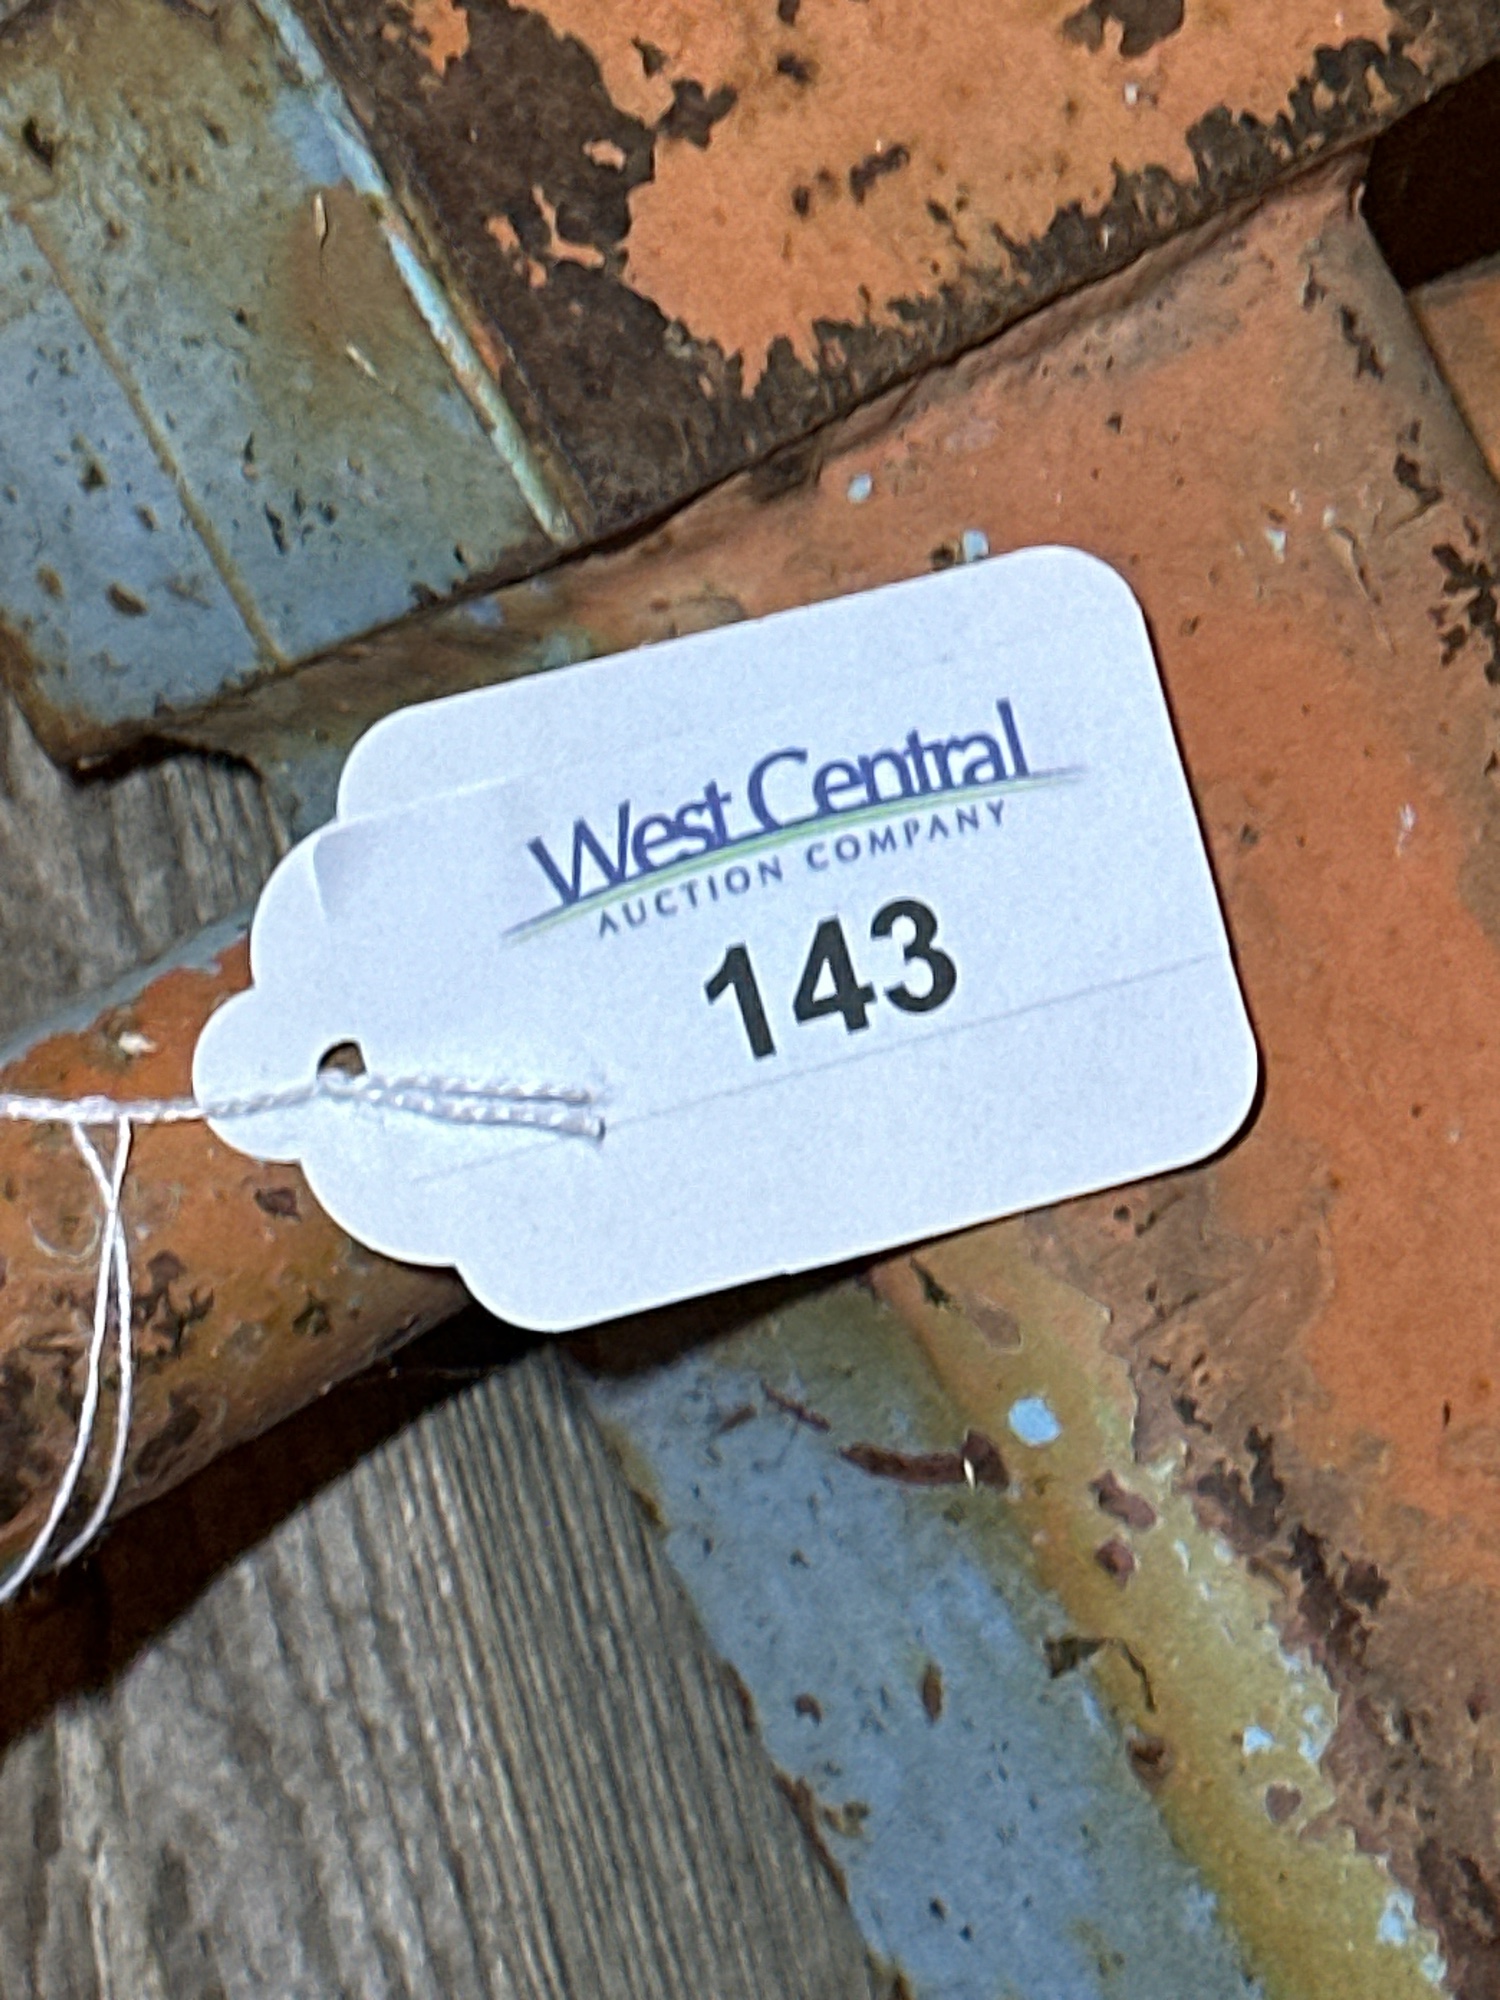 West Central
AUCTION COMPANY
143